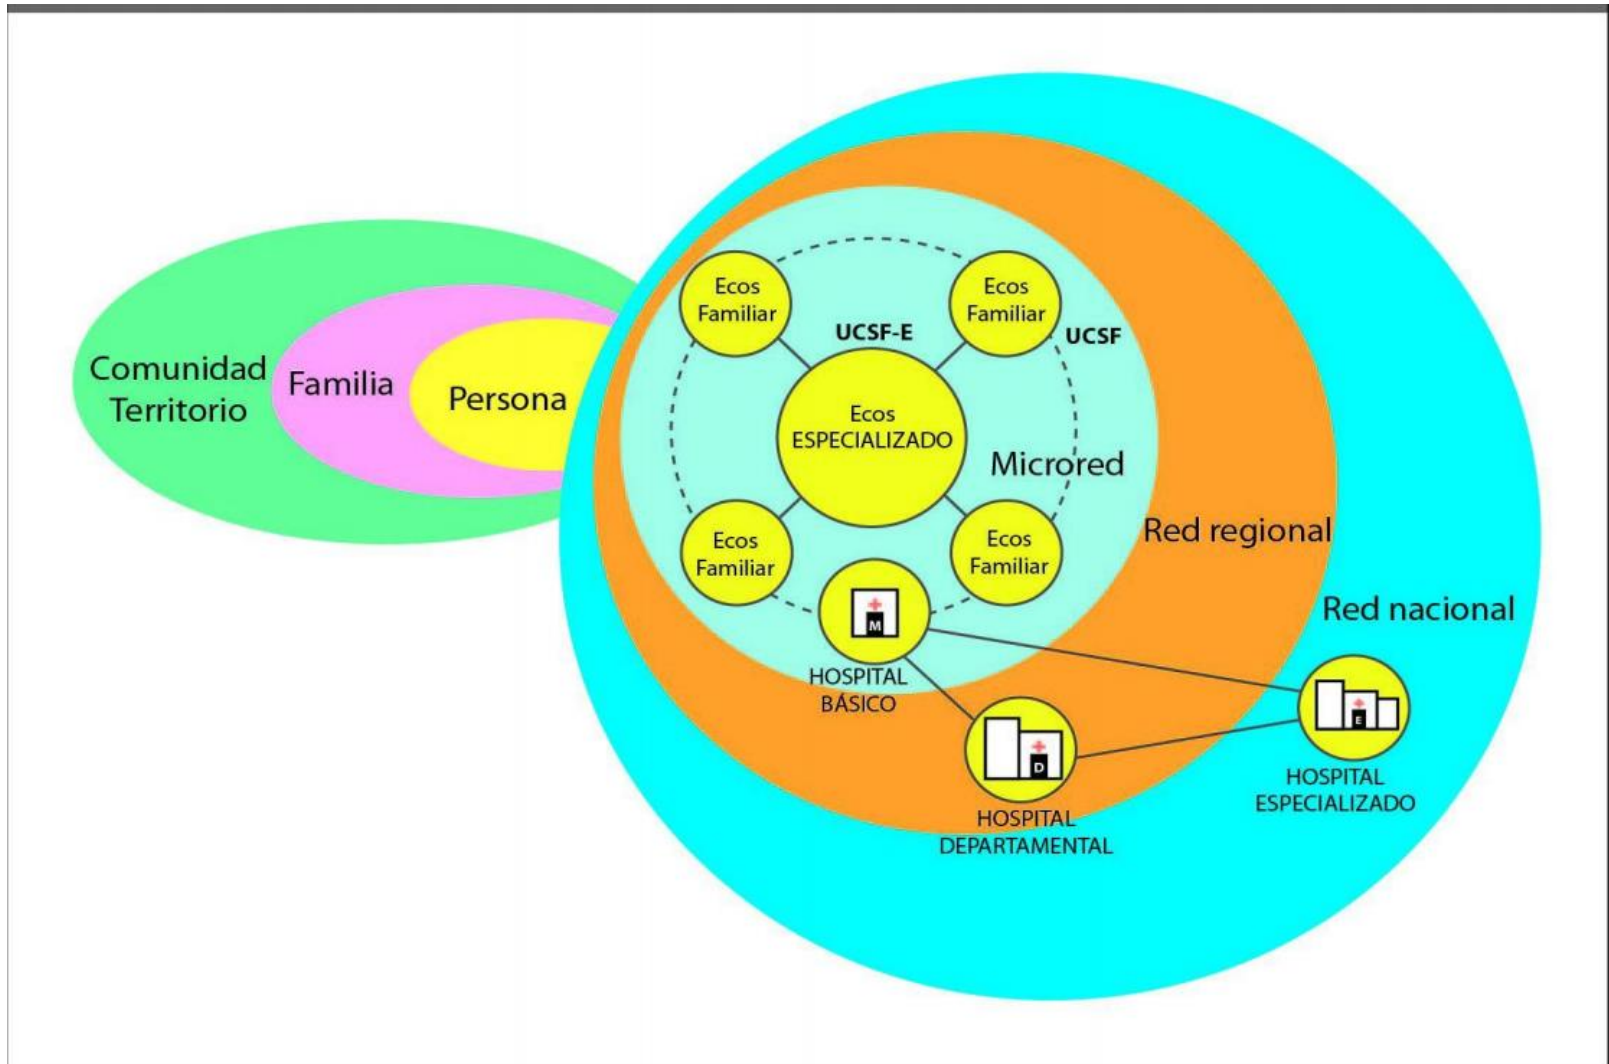 Comunidad
Territorio
Familia
Persona
Ecos
Familiar
Ecos
Familiar
UCSF-E
UCSF
Ecos
ESPECIALIZADO
Microred
Ecos
Familiar
Ecos
Familiar
Red regional
Red nacional
M
HOSPITAL
BÁSICO
D
HOSPITAL
DEPARTAMENTAL
E
HOSPITAL
ESPECIALIZADO